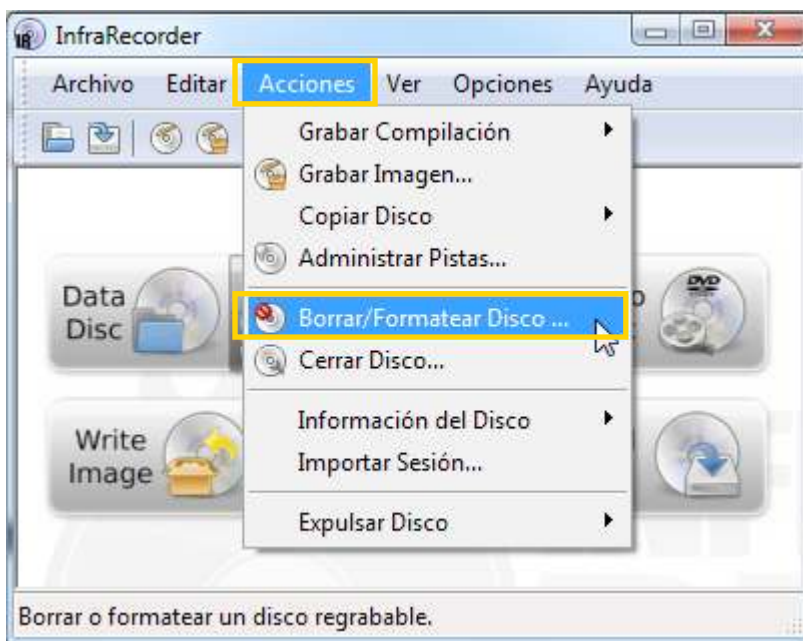 InfraRecorder
Archivo Editar Acciones Ver Opciones Ayuda
Grabar Compilación
Grabar Imagen...
Copiar Disco
Administrar Pistas...
Data
Disc
Borrar/Formatear Disco ...
Cerrar Disco...
Write
Image
Información del Disco
Importar Sesión...
Expulsar Disco
Borrar o formatear un disco regrabable.